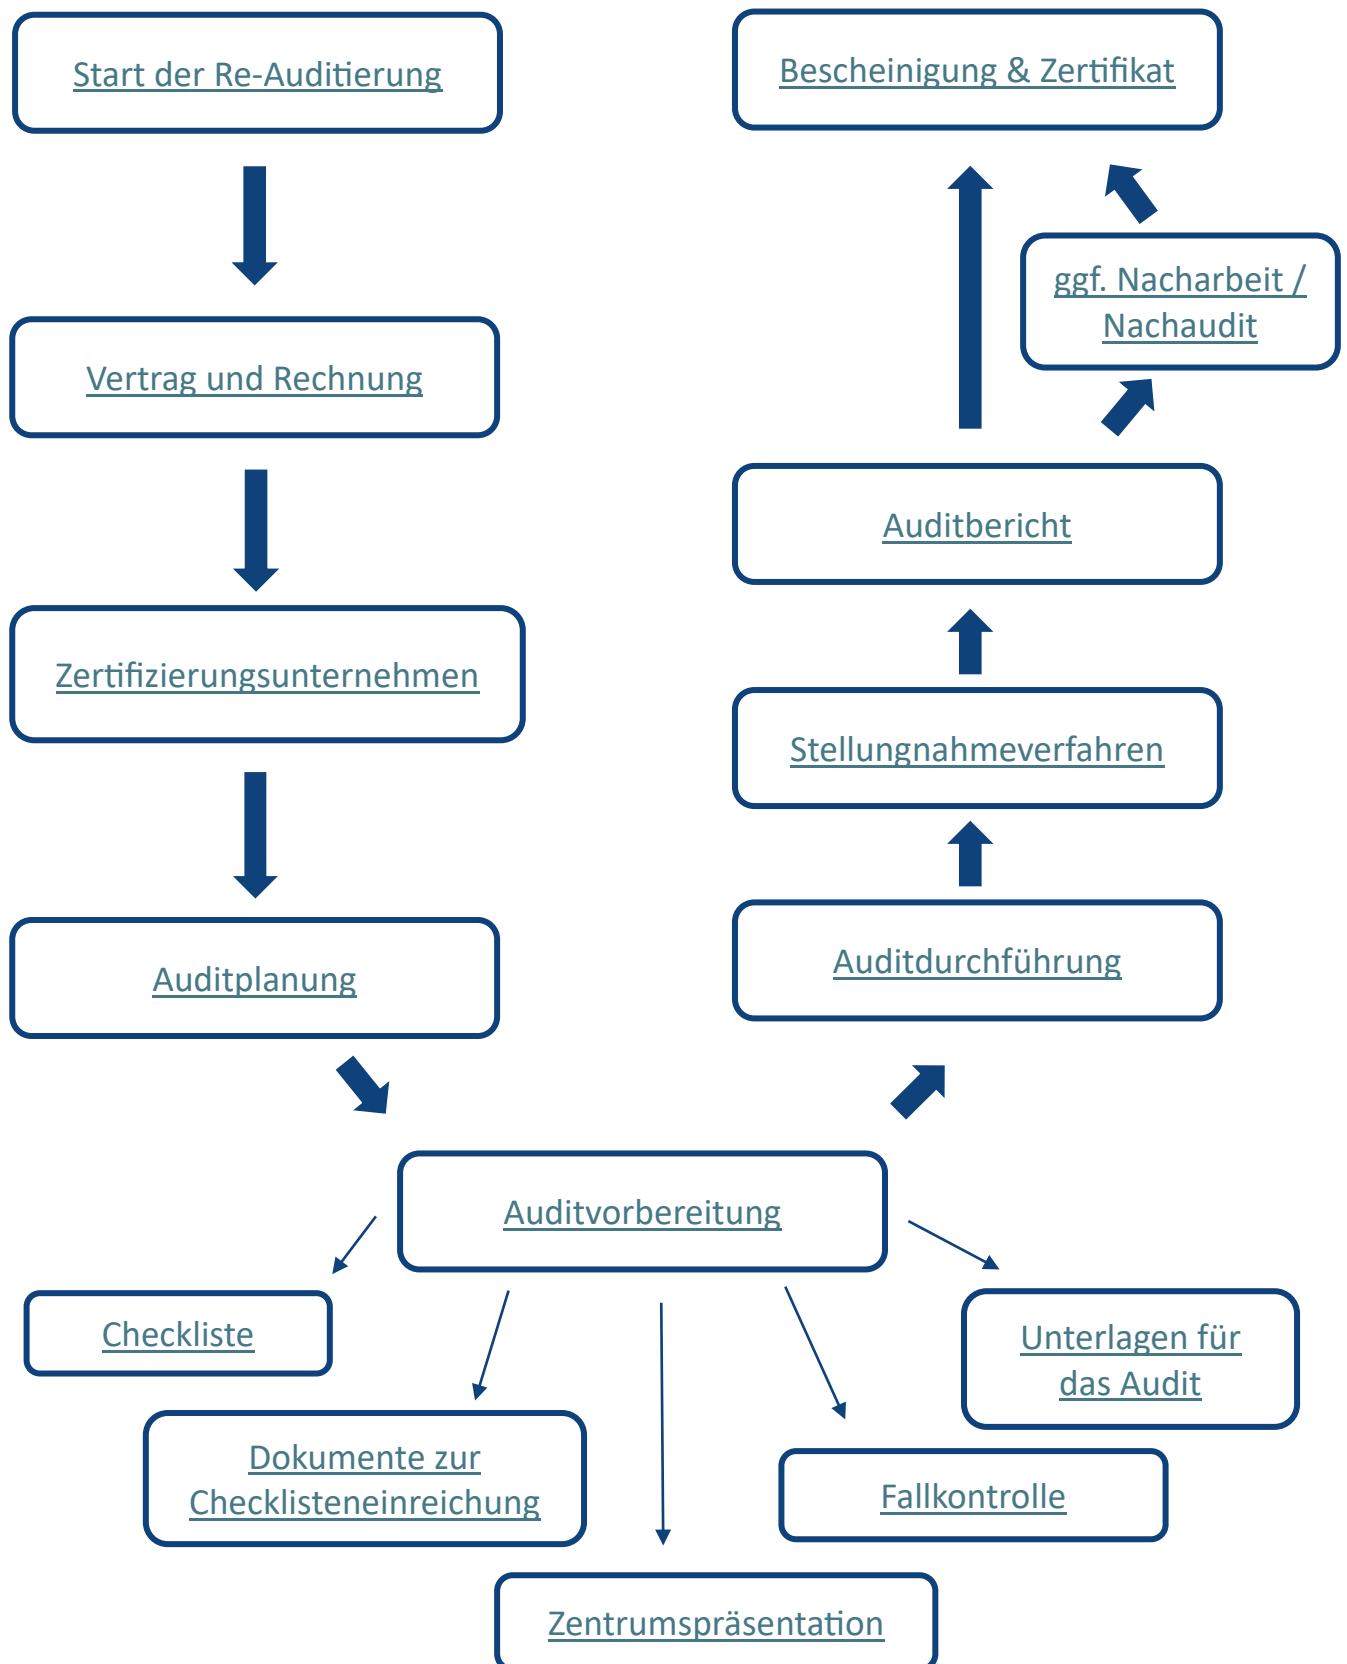 Start der Re-Auditierung
Vertrag und Rechnung
Zertifizierungsunternehmen
Auditplanung
Auditvorbereitung
Checkliste
Dokumente zur
Checklisteneinreichung
Zentrumspräsentation
Fallkontrolle
Unterlagen für
das Audit
Auditdurchführung
Stellungnahmeverfahren
Auditbericht
ggf. Nacharbeit /
Nachaudit
Bescheinigung & Zertifikat